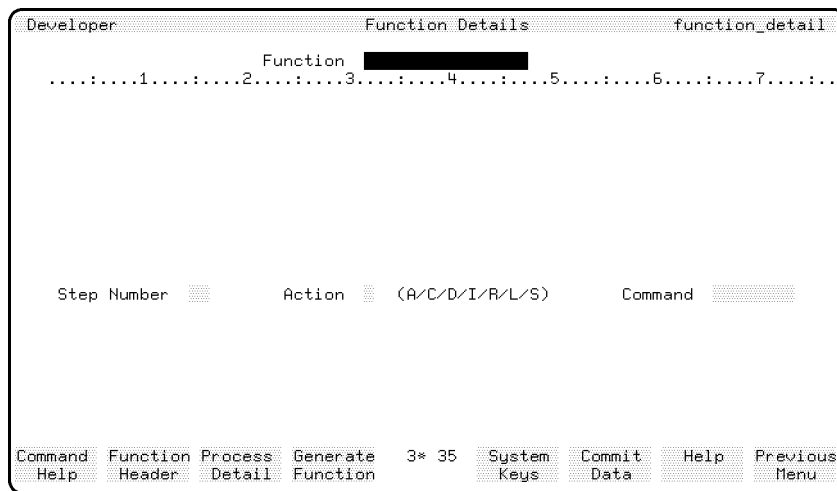 Developer Function Details function_detail
Function
....:....1....:....2....:....3....:....4....:....5....:....6....:....7....:..
Step Number Action (A/C/D/I/R/L/S) Command
Command Function Process Generate 3* 35 System Commit Help Previous
Help Header Detail Function Keys Data Menu